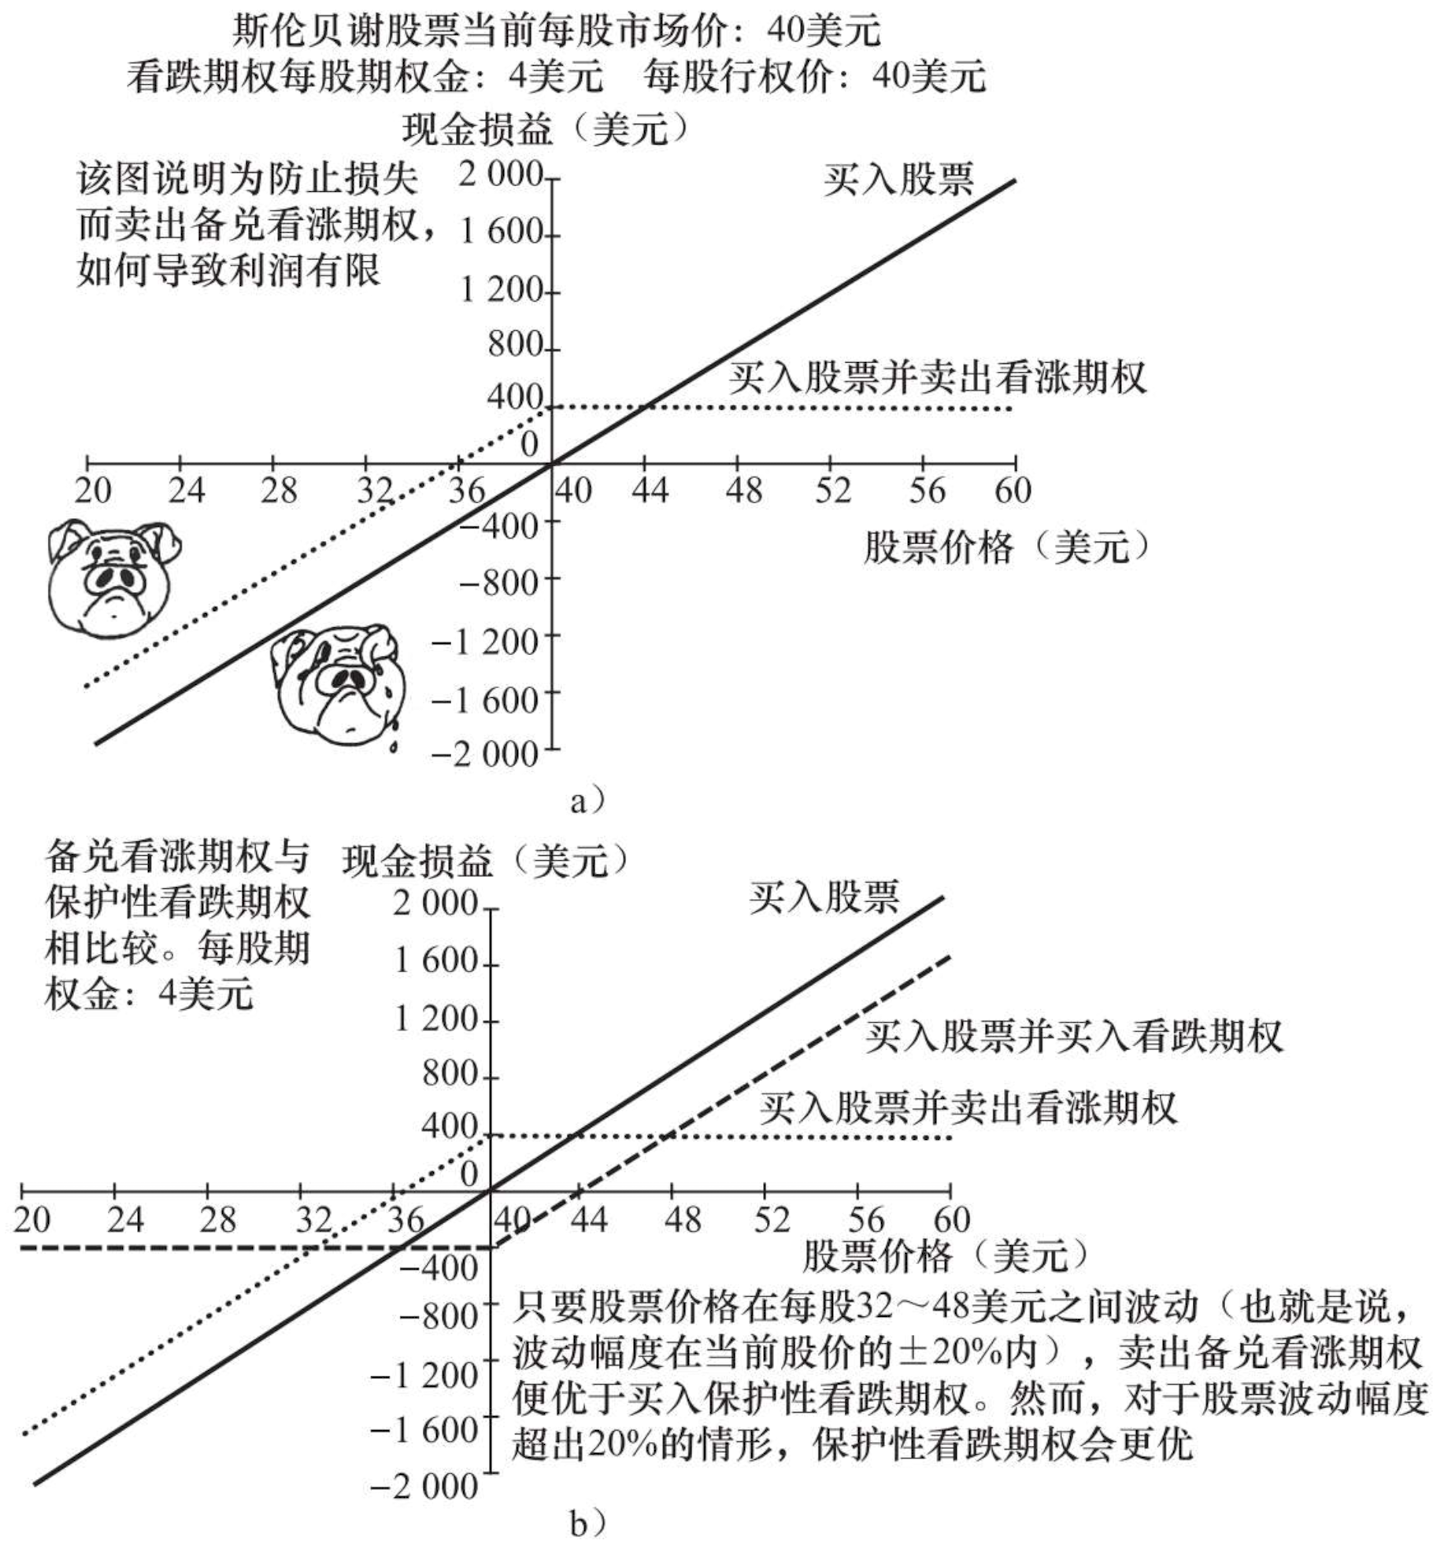 斯伦贝谢股票当前每股市场价：40美元
看跌期权每股期权金：4美元 每股行权价：40美元
现金损益（美元）
该图说明为防止损失
而卖出备兑看涨期权，
如何导致利润有限
2 000
1 600
1 200
800
400
0
买入股票
买入股票并卖出看涨期权
20 24 28 32 36 40 44 48 52 56 60
股票价格（美元）
−400
−800
−1 200
−1 600
−2 000
a）
备兑看涨期权与
保护性看跌期权
相比较。每股期
权金：4美元
现金损益（美元）
2 000
1 600
1 200
800
400
0
买入股票
买入股票并买入看跌期权
买入股票并卖出看涨期权
20 24 28 32 36 40 44 48 52 56 60
股票价格（美元）
−400
−800
−1 200
−1 600
−2 000
只要股票价格在每股32～48美元之间波动（也就是说，
波动幅度在当前股价的±20%内），卖出备兑看涨期权
便优于买入保护性看跌期权。然而，对于股票波动幅度
超出20%的情形，保护性看跌期权会更优
b）